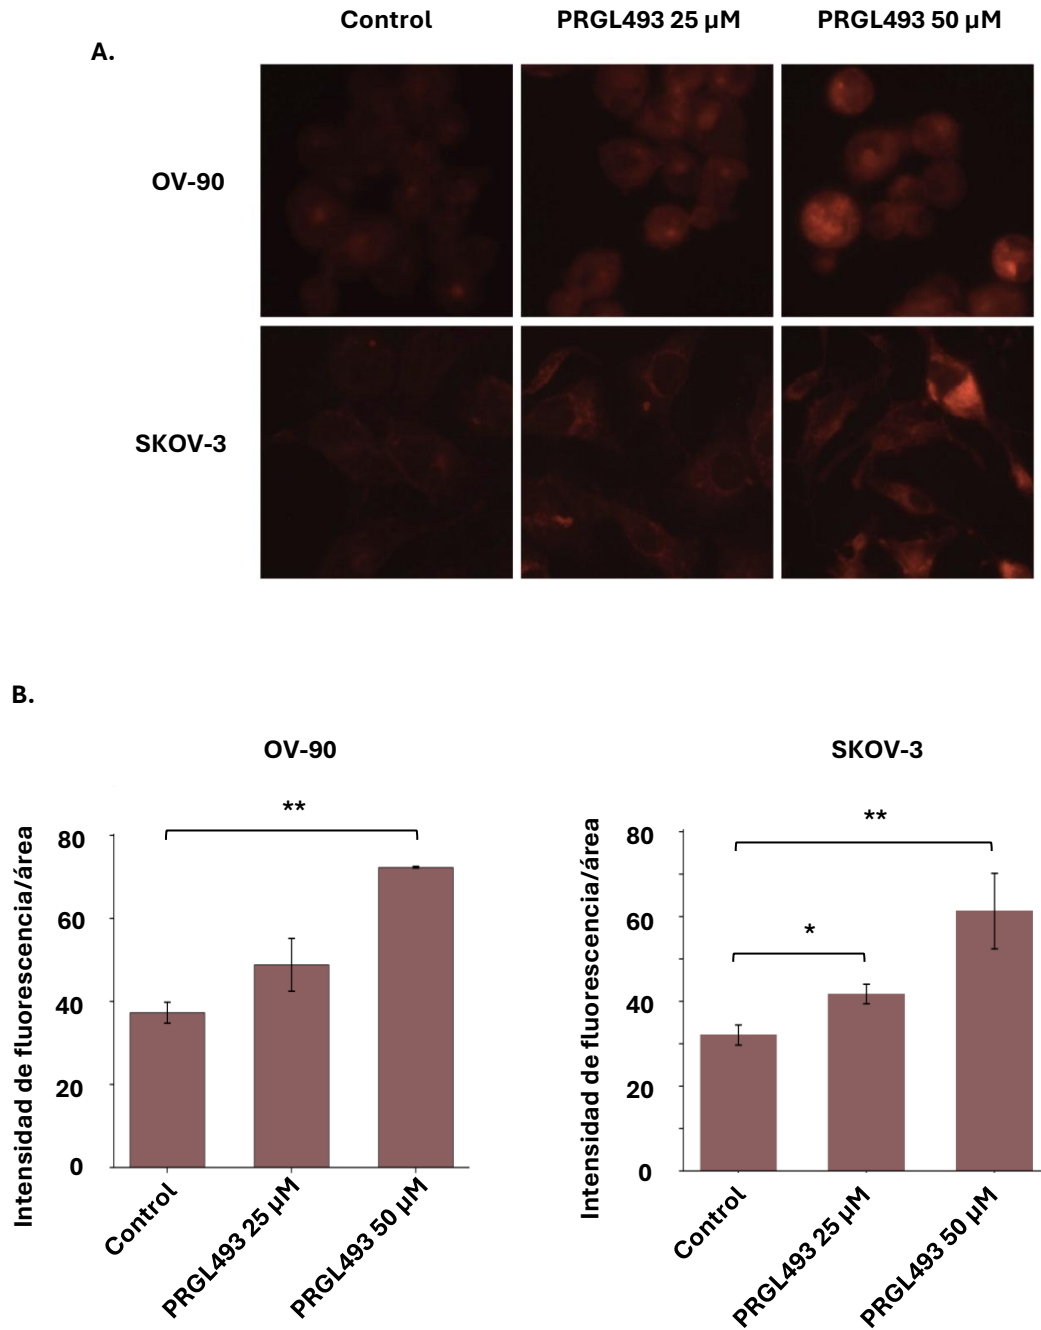 Control PRGL493 25 µM PRGL493 50 µM
A.
OV-90
SKOV-3
B.
OV-90
**
Intensidad de fluorescencia/área
80
60
40
20
0
Control
PRGL493 25 µM
PRGL493 50 µM
SKOV-3
**
*
Intensidad de fluorescencia/área
80
60
40
20
0
Control
PRGL493 25 µM
PRGL493 50 µM